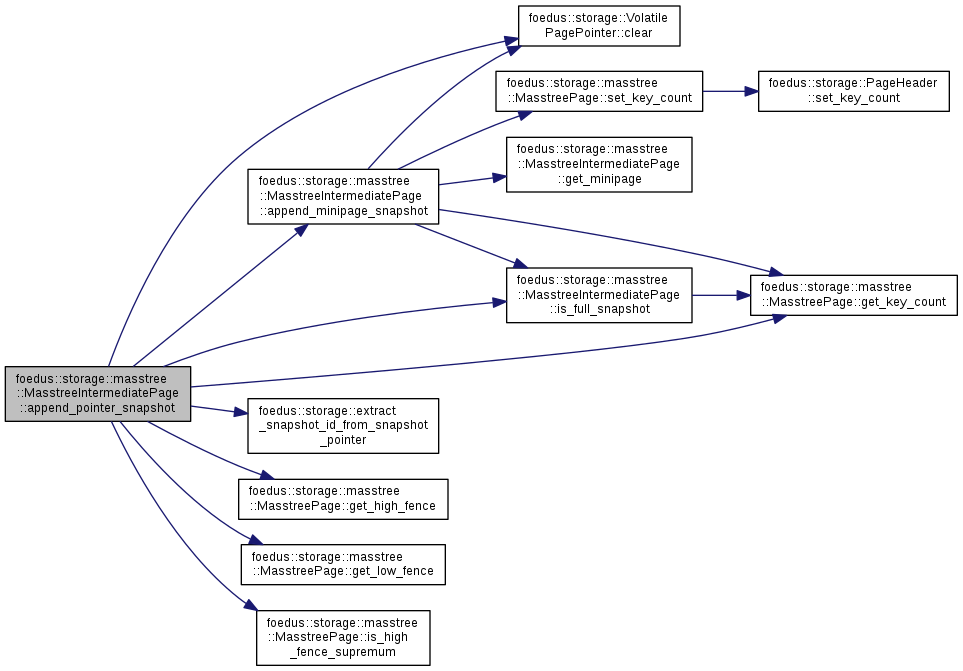 foedus::storage::Volatile
PagePointer::clear
foedus::storage::masstree
::MasstreePage::set_key_count
foedus::storage::PageHeader
::set_key_count
foedus::storage::masstree
::MasstreeIntermediatePage
::get_minipage
foedus::storage::masstree
::MasstreeIntermediatePage
::append_minipage_snapshot
foedus::storage::masstree
::MasstreeIntermediatePage
::is_full_snapshot
foedus::storage::masstree
::MasstreePage::get_key_count
foedus::storage::masstree
::MasstreeIntermediatePage
::append_pointer_snapshot
foedus::storage::extract
_snapshot_id_from_snapshot
_pointer
foedus::storage::masstree
::MasstreePage::get_high_fence
foedus::storage::masstree
::MasstreePage::get_low_fence
foedus::storage::masstree
::MasstreePage::is_high
_fence_supremum